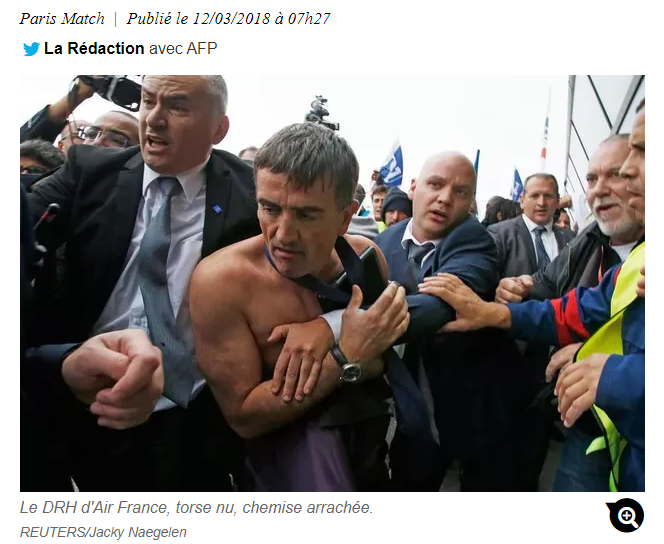 Paris Match | Publié le 12/03/2018 à 07h27
La Rédaction avec AFP
Le DRH d'Air France, torse nu, chemise arrachée.
REUTERS/Jacky Naegelen